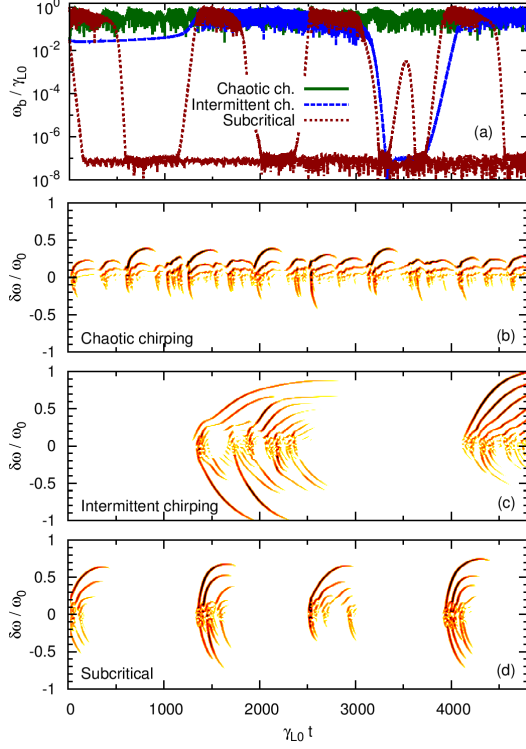 10^0
10^-2
10^-4
10^-6
10^-8
ω_b / γ_L0
Chaotic ch.
Intermittent ch.
Subcritical
(a)
1
0.5
0
-0.5
-1
δω / ω_0
Chaotic chirping
(b)
1
0.5
0
-0.5
-1
δω / ω_0
Intermittent chirping
(c)
1
0.5
0
-0.5
-1
δω / ω_0
Subcritical
(d)
0 1000 2000 3000 4000
γ_L0 t